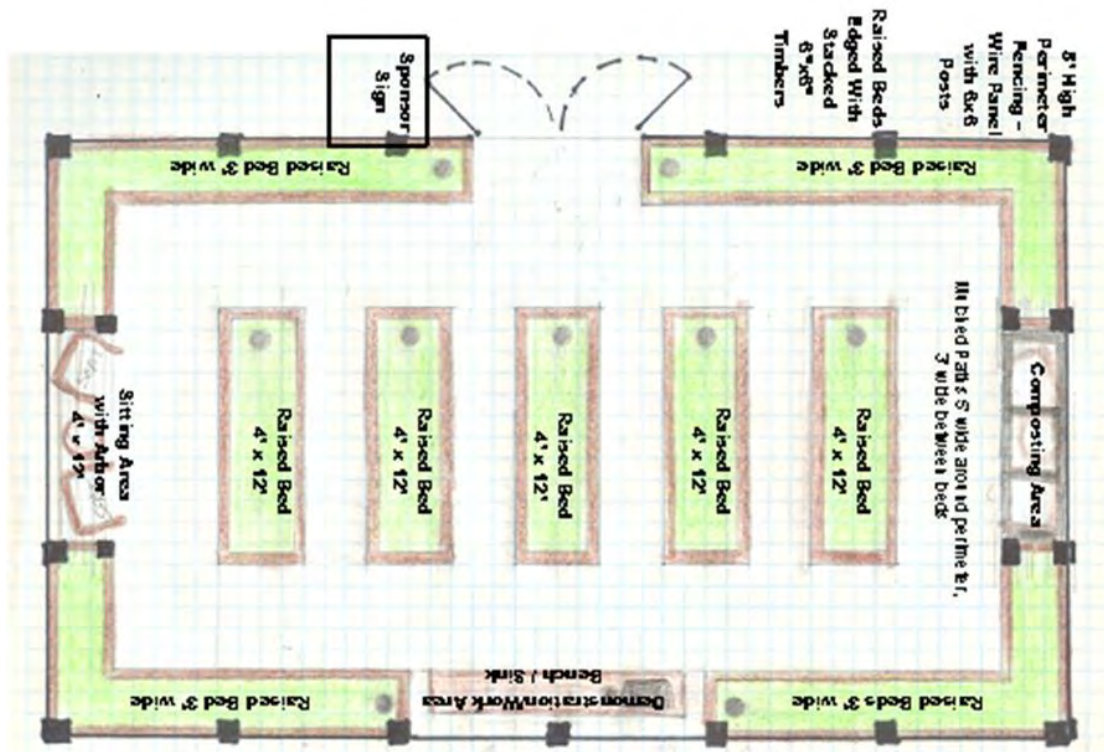 8' High
Perimeter
Fencing –
Wire Panel
with 6x6
Posts
Raised Beds
Edged With
Stacked
6"x6"
Timbers
Sponsor
Sign
Raised Bed 3' wide
Raised Bed 3' wide
Composting Area
Mulched Paths 5' wide around perimeter,
3' wide between beds
Raised Bed
4' x 12'
Raised Bed
4' x 12'
Raised Bed
4' x 12'
Raised Bed
4' x 12'
Raised Bed
4' x 12'
Sitting Area
with Arbor
4' x 12'
Raised Bed 3' wide
Demonstration/Work Area
Bench / Sink
Raised Beds 3' wide